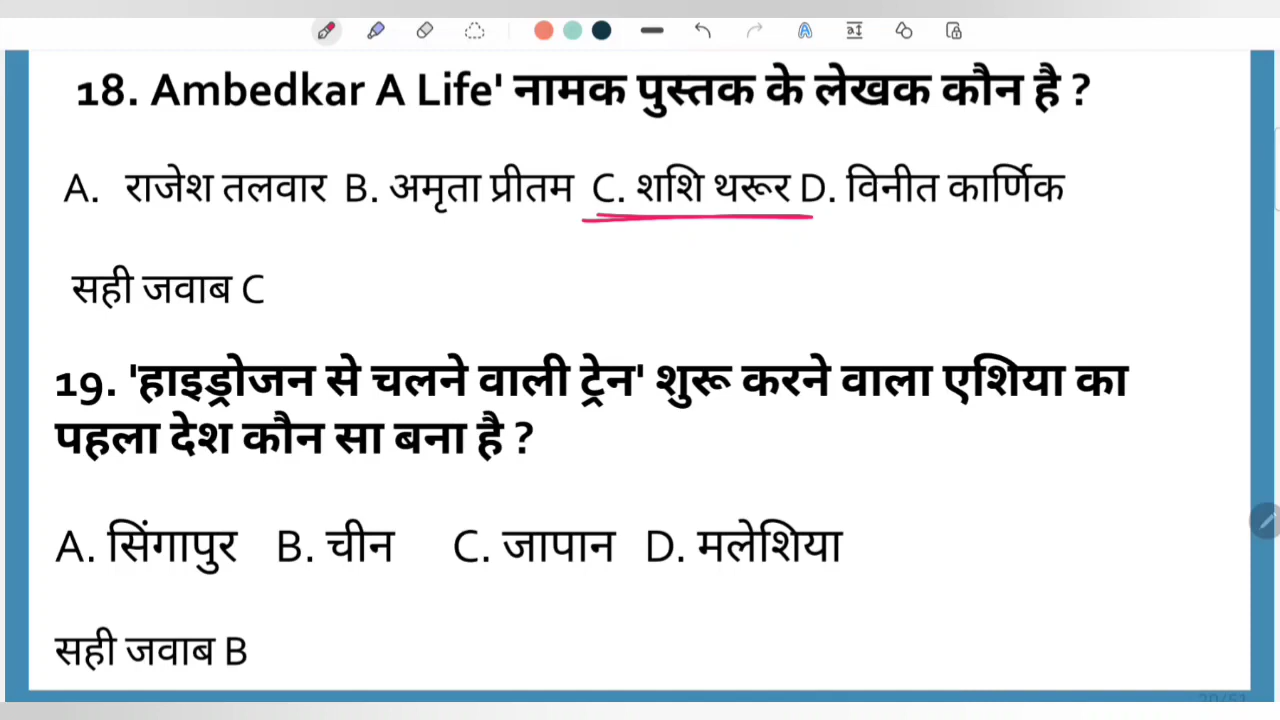 18. Ambedkar A Life' नामक पुस्तक के लेखक कौन है ?
A. राजेश तलवार B. अमृता प्रीतम C. शशि थरूर D. विनीत कार्णिक
सही जवाब C
19. 'हाइड्रोजन से चलने वाली ट्रेन' शुरू करने वाला एशिया का
पहला देश कौन सा बना है ?
A. सिंगापुर B. चीन C. जापान D. मलेशिया
सही जवाब B